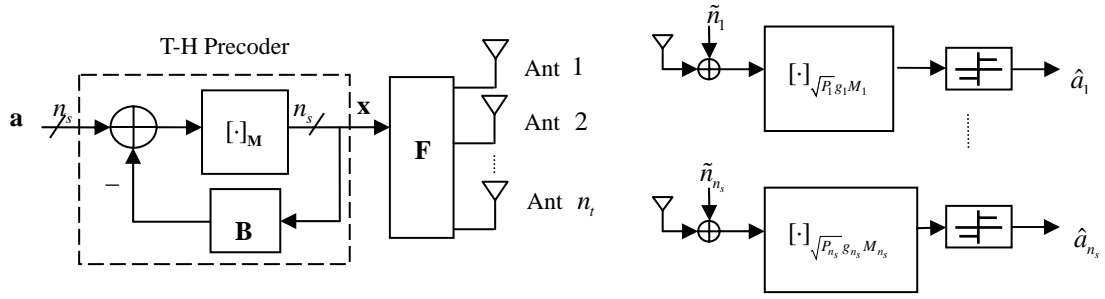 T-H Precoder
a
n_s
[·]_M
n_s
x
−
B
F
Ant 1
Ant 2
Ant n_t
ñ_1
[·]_{√P_1 g_1 M_1}
â_1
ñ_{n_s}
[·]_{√P_{n_s} g_{n_s} M_{n_s}}
â_{n_s}